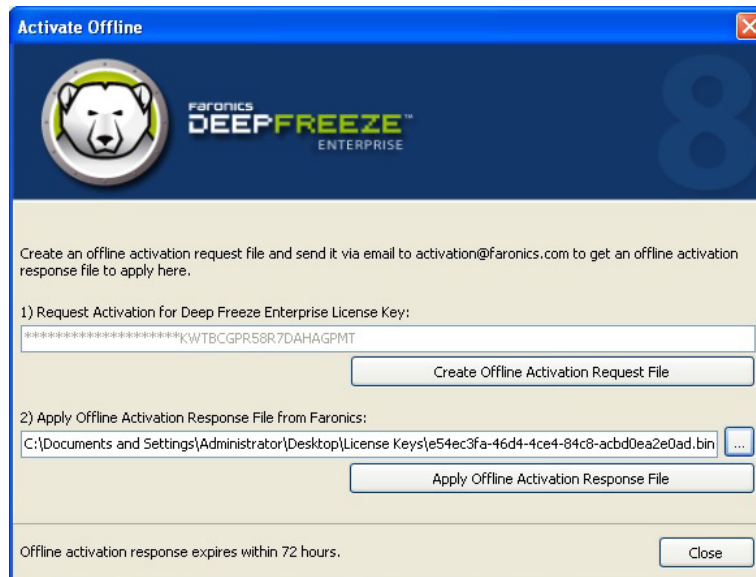 Activate Offline
FARONICS
DEEPFREEZE™
ENTERPRISE
8
Create an offline activation request file and send it via email to activation@faronics.com to get an offline activation
response file to apply here.
1) Request Activation for Deep Freeze Enterprise License Key:
********************KWTBCGPR58R7DAHAGPMT
Create Offline Activation Request File
2) Apply Offline Activation Response File from Faronics:
C:\Documents and Settings\Administrator\Desktop\License Keys\e54ec3fa-46d4-4ce4-84c8-acbd0ea2e0ad.bin
...
Apply Offline Activation Response File
Offline activation response expires within 72 hours.
Close